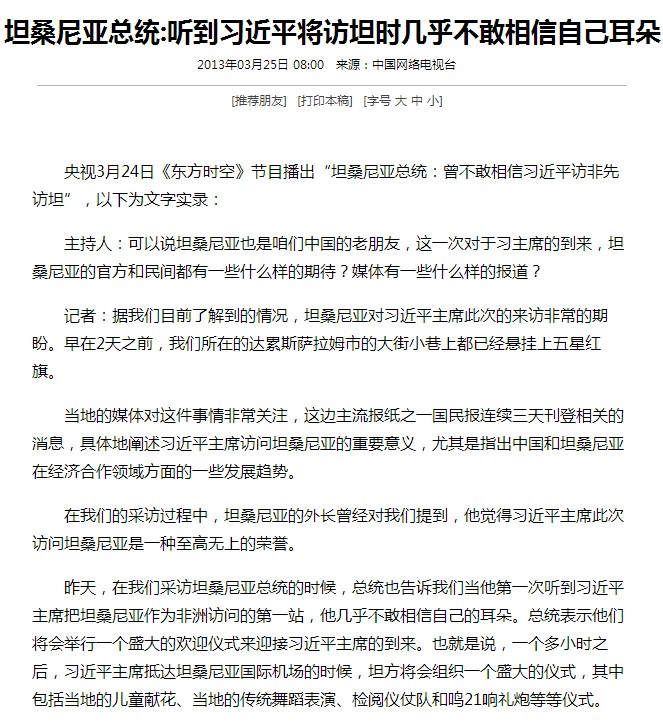 坦桑尼亚总统:听到习近平将访坦时几乎不敢相信自己耳朵
2013年03月25日 08:00 来源：中国网络电视台
[推荐朋友] [打印本稿] [字号 大 中 小]
央视3月24日《东方时空》节目播出“坦桑尼亚总统：曾不敢相信习近平访非先
访坦”，以下为文字实录：
主持人：可以说坦桑尼亚也是咱们中国的老朋友，这一次对于习主席的到来，坦
桑尼亚的官方和民间都有一些什么样的期待？媒体有一些什么样的报道？
记者：据我们目前了解到的情况，坦桑尼亚对习近平主席此次的来访非常的期
盼。早在2天之前，我们所在的达累斯萨拉姆市的大街小巷上都已经悬挂上五星红
旗。
当地的媒体对这件事情非常关注，这边主流报纸之一国民报连续三天刊登相关的
消息，具体地阐述习近平主席访问坦桑尼亚的重要意义，尤其是指出中国和坦桑尼亚
在经济合作领域方面的一些发展趋势。
在我们的采访过程中，坦桑尼亚的外长曾经对我们提到，他觉得习近平主席此次
访问坦桑尼亚是一种至高无上的荣誉。
昨天，在我们采访坦桑尼亚总统的时候，总统也告诉我们当他第一次听到习近平
主席把坦桑尼亚作为非洲访问的第一站，他几乎不敢相信自己的耳朵。总统表示他们
将会举行一个盛大的欢迎仪式来迎接习近平主席的到来。也就是说，一个多小时之
后，习近平主席抵达坦桑尼亚国际机场的时候，坦方将会组织一个盛大的仪式，其中
包括当地的儿童献花、当地的传统舞蹈表演、检阅仪仗队和鸣21响礼炮等等仪式。